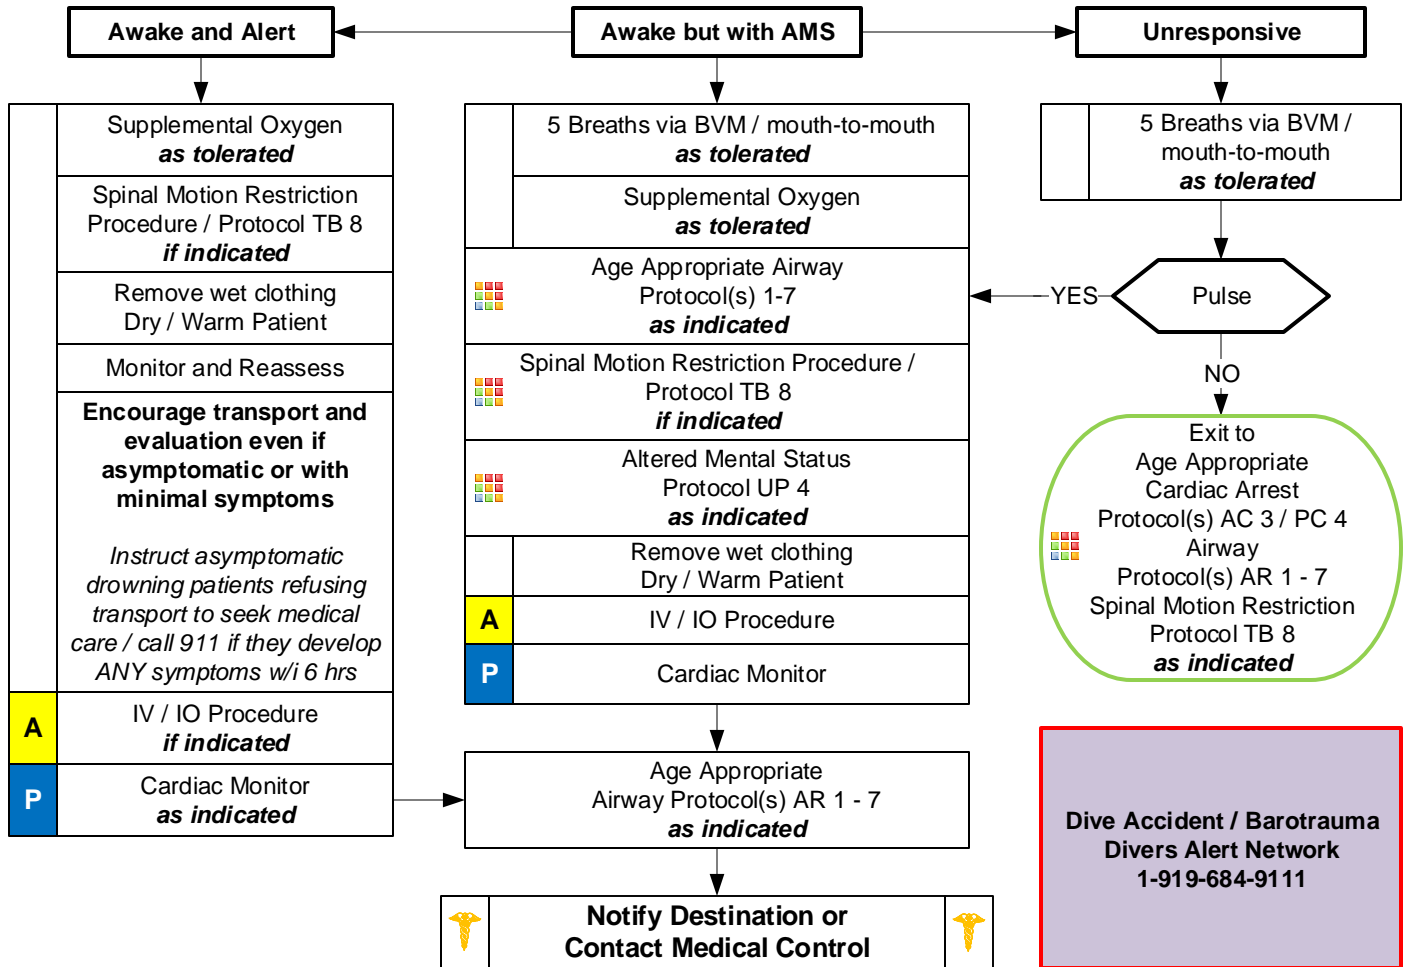 Awake and Alert
Awake but with AMS
Unresponsive
Supplemental Oxygen
as tolerated
Spinal Motion Restriction
Procedure / Protocol TB 8
if indicated
Remove wet clothing
Dry / Warm Patient
Monitor and Reassess
Encourage transport and
evaluation even if
asymptomatic or with
minimal symptoms
Instruct asymptomatic
drowning patients refusing
transport to seek medical
care / call 911 if they develop
ANY symptoms w/i 6 hrs
A
IV / IO Procedure
if indicated
P
Cardiac Monitor
as indicated
5 Breaths via BVM / mouth-to-mouth
as tolerated
Supplemental Oxygen
as tolerated
Age Appropriate Airway
Protocol(s) 1-7
as indicated
Spinal Motion Restriction Procedure /
Protocol TB 8
if indicated
Altered Mental Status
Protocol UP 4
as indicated
Remove wet clothing
Dry / Warm Patient
A
IV / IO Procedure
P
Cardiac Monitor
Age Appropriate
Airway Protocol(s) AR 1 - 7
as indicated
Notify Destination or
Contact Medical Control
5 Breaths via BVM /
mouth-to-mouth
as tolerated
Pulse
YES
NO
Exit to
Age Appropriate
Cardiac Arrest
Protocol(s) AC 3 / PC 4
Airway
Protocol(s) AR 1 - 7
Spinal Motion Restriction
Protocol TB 8
as indicated
Dive Accident / Barotrauma
Divers Alert Network
1-919-684-9111